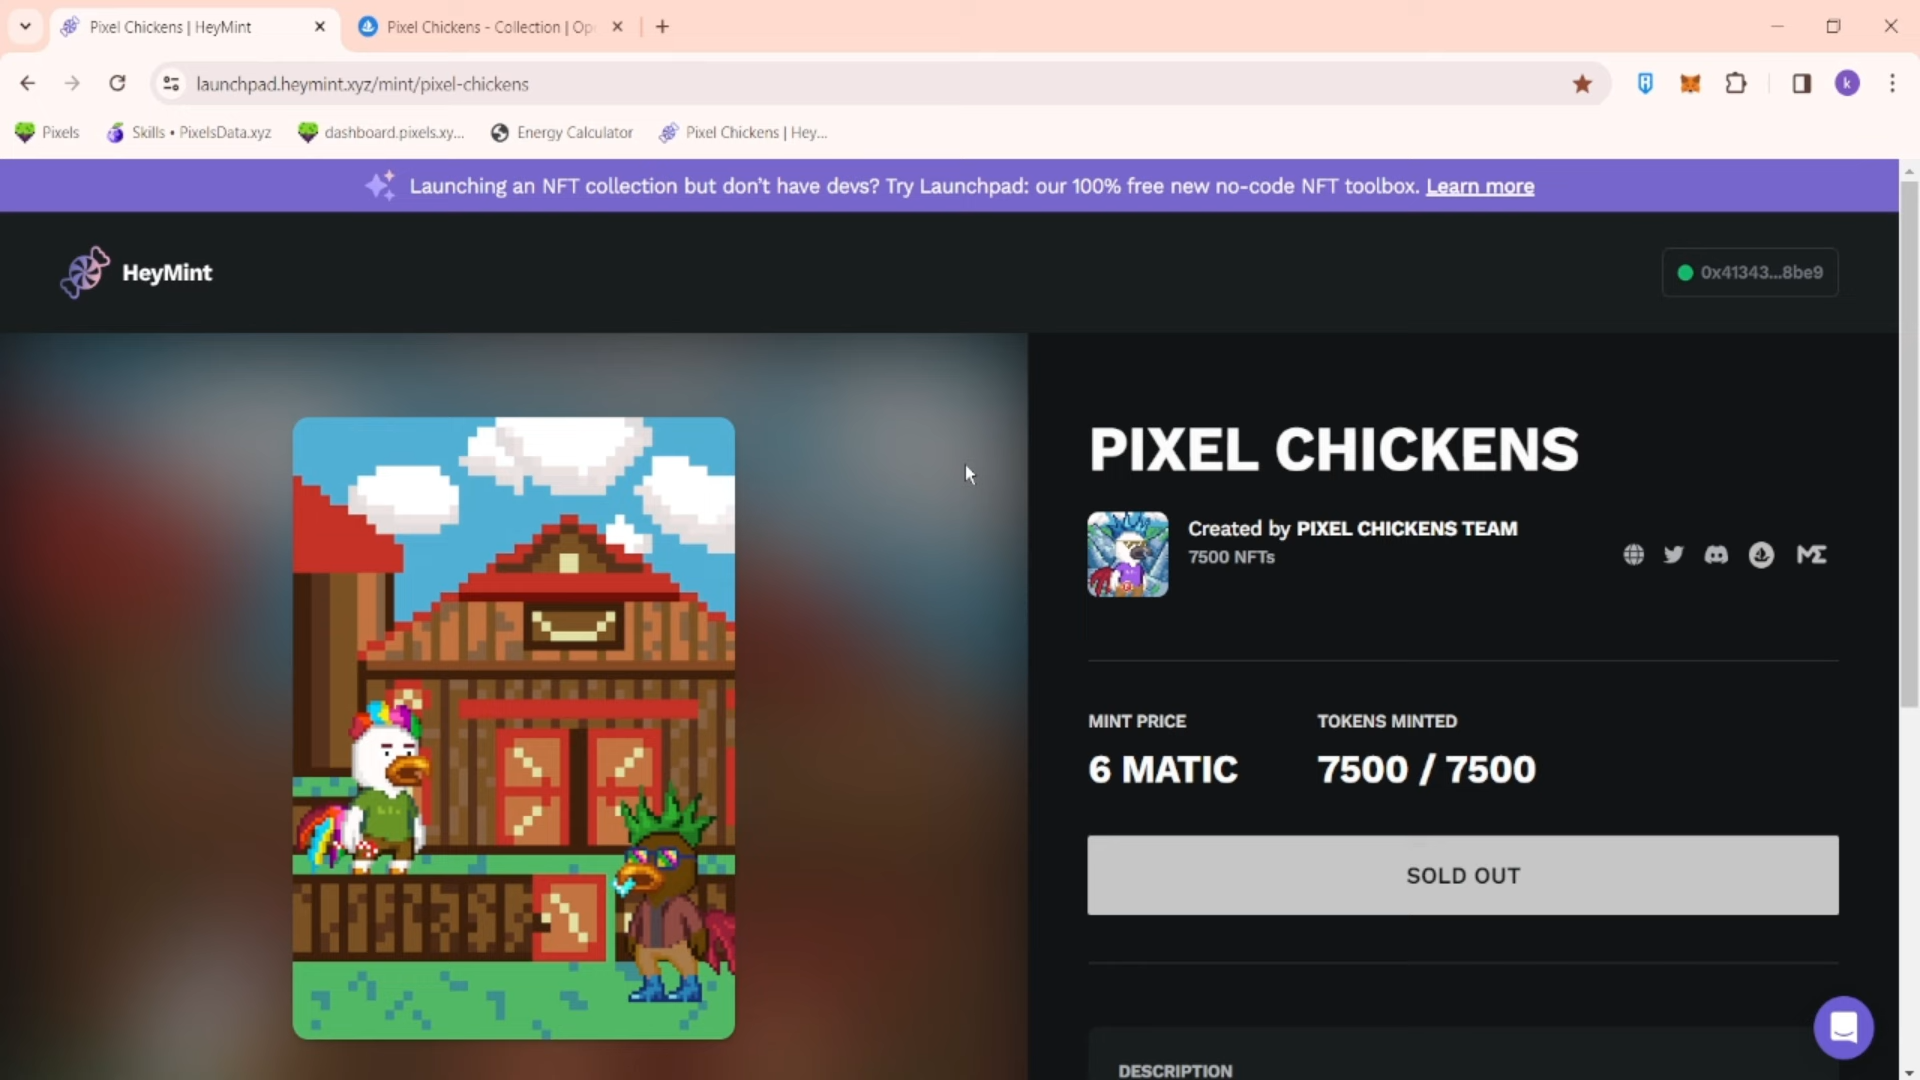 Pixel Chickens | HeyMint
Pixel Chickens - Collection | Op
launchpad.heymint.xyz/mint/pixel-chickens
k
Pixels
Skills • PixelsData.xyz
dashboard.pixels.xy...
Energy Calculator
Pixel Chickens | Hey...
Launching an NFT collection but don't have devs? Try Launchpad: our 100% free new no-code NFT toolbox. Learn more
HeyMint
0x41343...8be9
PIXEL CHICKENS
Created by PIXEL CHICKENS TEAM
7500 NFTs
MINT PRICE
TOKENS MINTED
6 MATIC
7500 / 7500
SOLD OUT
DESCRIPTION